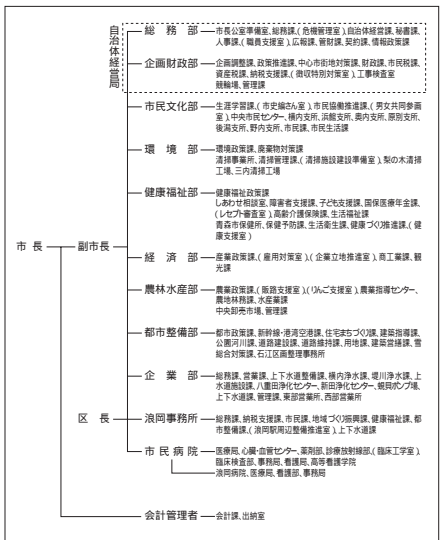 自治体経営局
総務部 市長公室準備室、総務課、(危機管理室)、自治体経営課、秘書課、
人事課、(職員支援室)、広報課、管財課、契約課、情報政策課
企画財政部 企画調整課、政策推進課、中心市街地対策課、財政課、市民税課、
資産税課、納税支援課、(徴収特別対策室)、工事検査室
競輪場、管理課
市民文化部 生涯学習課、(市史編さん室)、市民協働推進課、(男女共同参画
室)、中央市民センター、横内支所、浜館支所、奥内支所、原別支所、
後潟支所、野内支所、市民課、市民生活課
環境部 環境政策課、廃棄物対策課
清掃事業所、清掃管理課、(清掃施設建設準備室)、梨の木清掃
工場、三内清掃工場
健康福祉部 健康福祉政策課
しあわせ相談室、障害者支援課、子ども支援課、国保医療年金課、
(レセプト審査室)、高齢介護保険課、生活福祉課
青森市保健所、保健予防課、生活衛生課、健康づくり推進課、(健
康支援室)
市長 副市長
経済部 産業政策課、(雇用対策室)、(企業立地推進室)、商工業課、観
光課
農林水産部 農業政策課、(販路支援室)、(りんご支援室)、農業指導センター、
農地林務課、水産業課
中央卸売市場、管理課
都市整備部 都市政策課、新幹線・港湾空港課、住宅まちづくり課、建築指導課、
公園河川課、道路建設課、道路維持課、用地課、建築営繕課、雪
総合対策課、石江区画整理事務所
企業部 総務課、営業課、上下水道整備課、横内浄水課、堤川浄水課、上
水道施設課、八重田浄化センター、新田浄化センター、蜆貝ポンプ場、
上下水道課、管理課、東部営業所、西部営業所
区長 浪岡事務所 総務課、納税支援課、市民課、地域づくり振興課、健康福祉課、都
市整備課、(浪岡駅周辺整備推進室)、上下水道課
市民病院 医療局、心臓・血管センター、薬剤部、診療放射線部、(臨床工学室)、
臨床検査部、事務局、看護局、高等看護学院
浪岡病院、医療局、看護部、事務局
会計管理者 会計課、出納室